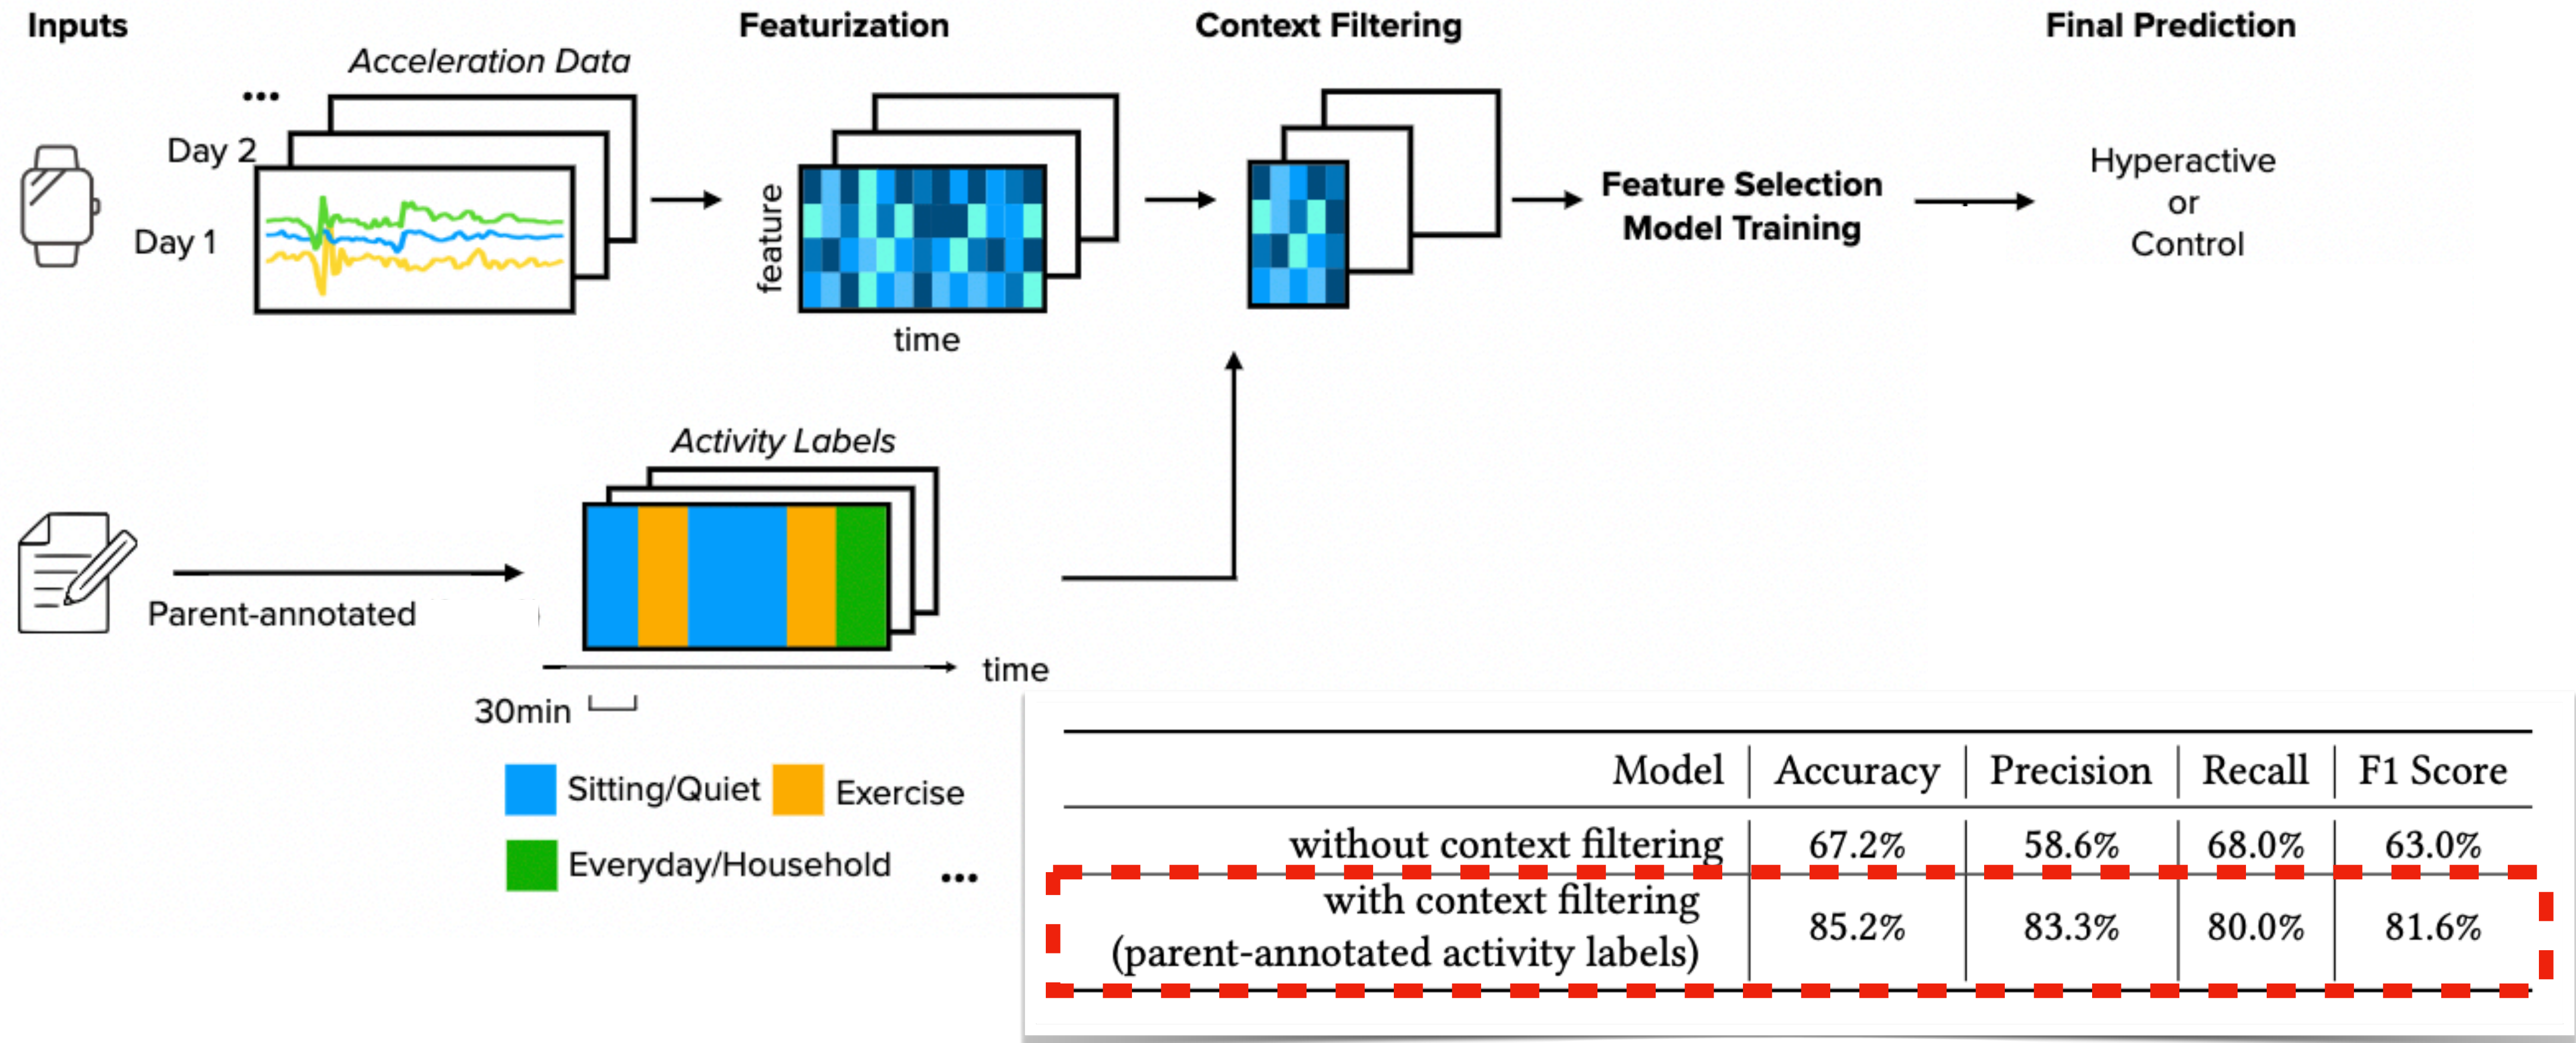 Inputs
Featurization
Context Filtering
Final Prediction
Acceleration Data
...
Day 2
Day 1
feature
time
Feature Selection
Model Training
Hyperactive
or
Control
Activity Labels
Parent-annotated
time
30min
Sitting/Quiet
Exercise
Everyday/Household
...
Model Accuracy Precision Recall F1 Score
without context filtering 67.2% 58.6% 68.0% 63.0%
with context filtering
(parent-annotated activity labels) 85.2% 83.3% 80.0% 81.6%